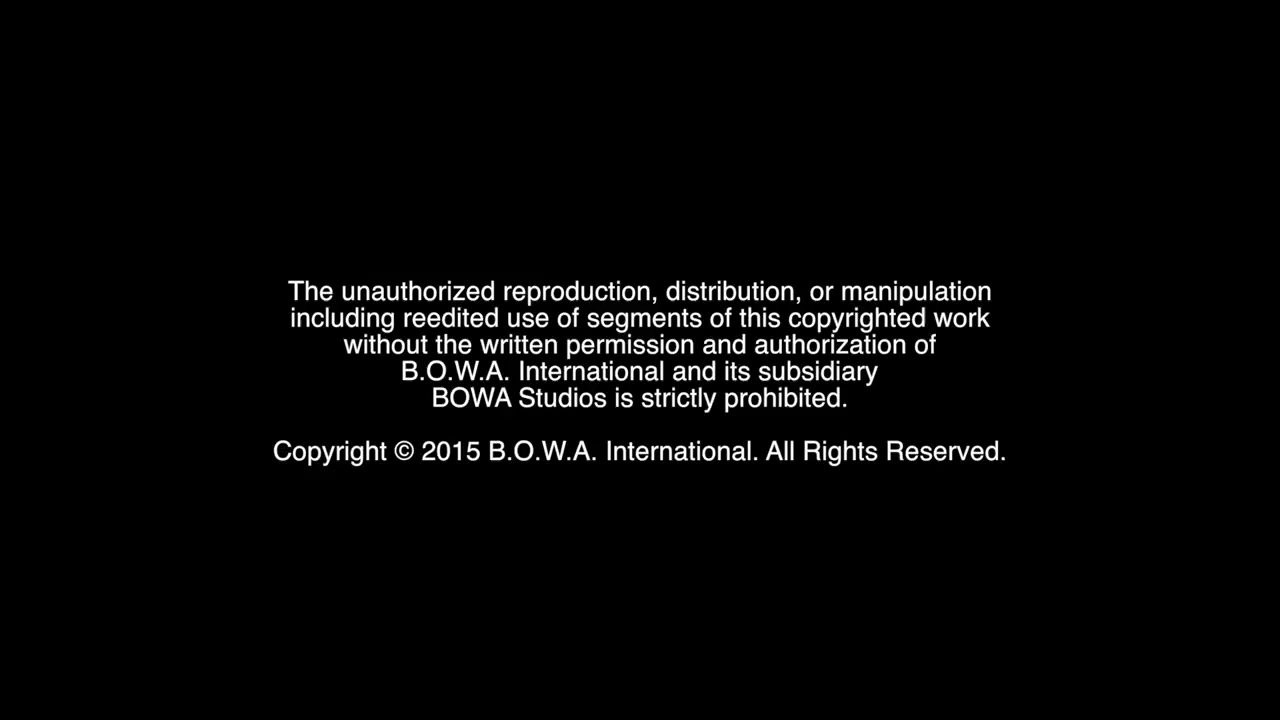 The unauthorized reproduction, distribution, or manipulation
including reedited use of segments of this copyrighted work
without the written permission and authorization of
B.O.W.A. International and its subsidiary
BOWA Studios is strictly prohibited.
Copyright © 2015 B.O.W.A. International. All Rights Reserved.